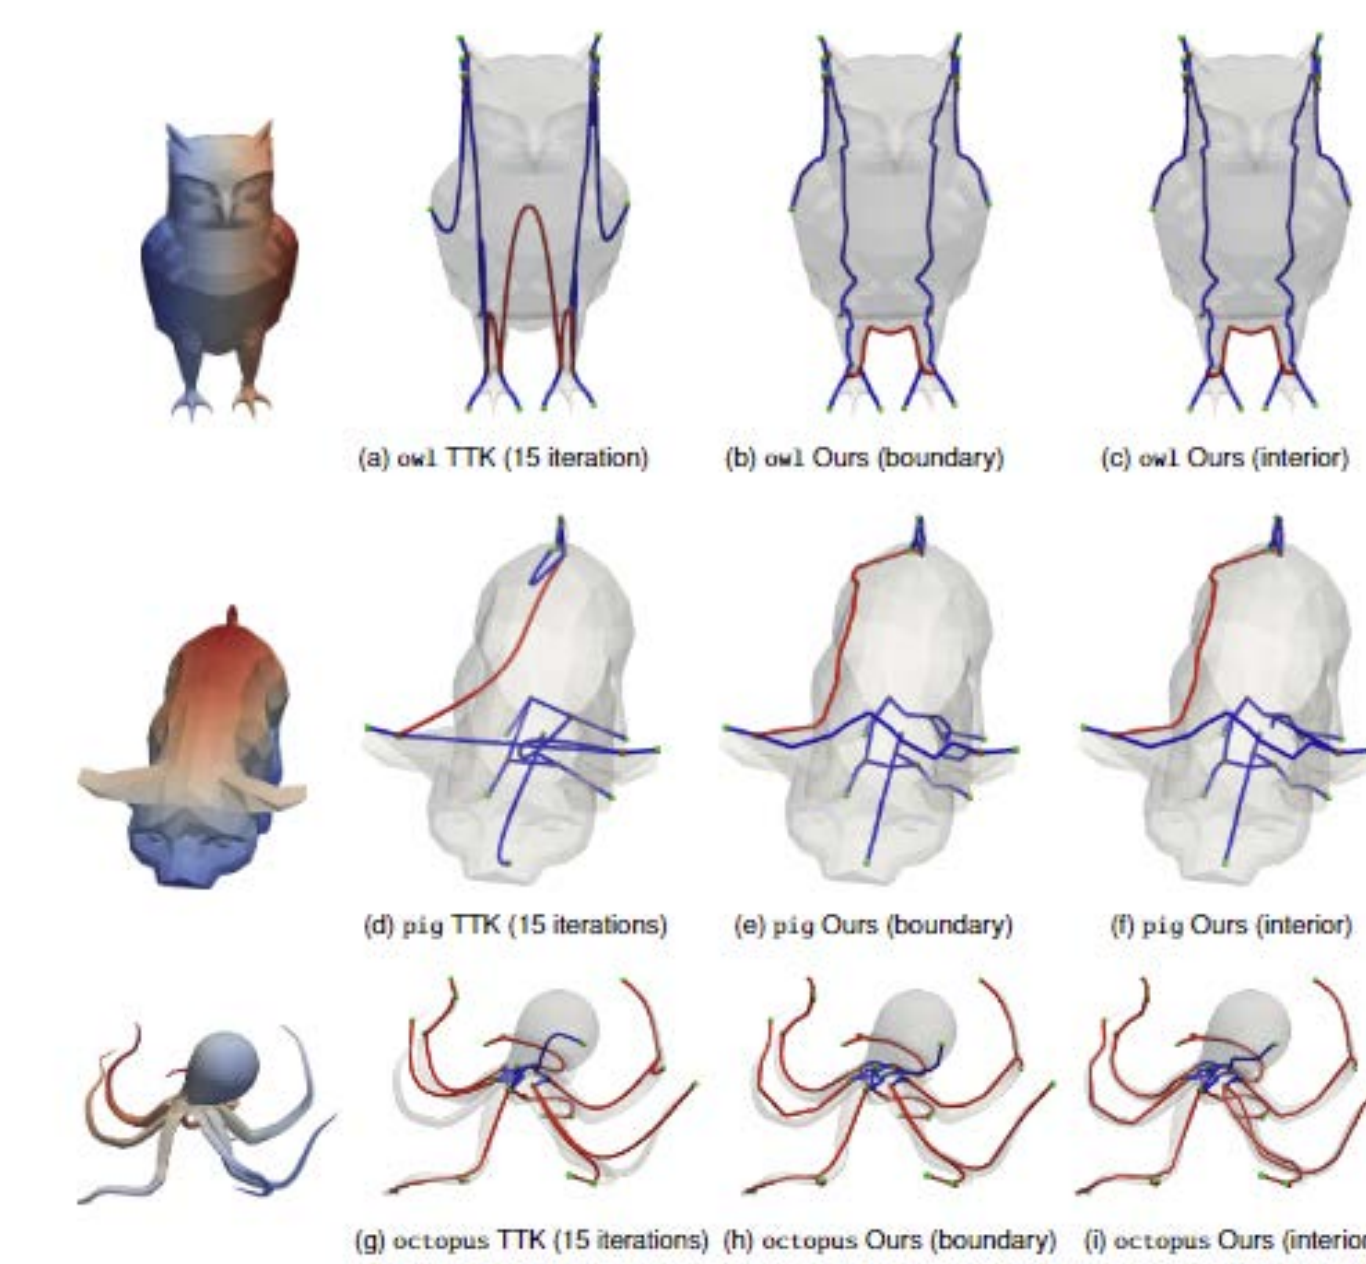 (a) owl TTK (15 iteration) (b) owl Ours (boundary) (c) owl Ours (interior)
(d) pig TTK (15 iterations) (e) pig Ours (boundary) (f) pig Ours (interior)
(g) octopus TTK (15 iterations) (h) octopus Ours (boundary) (i) octopus Ours (interior